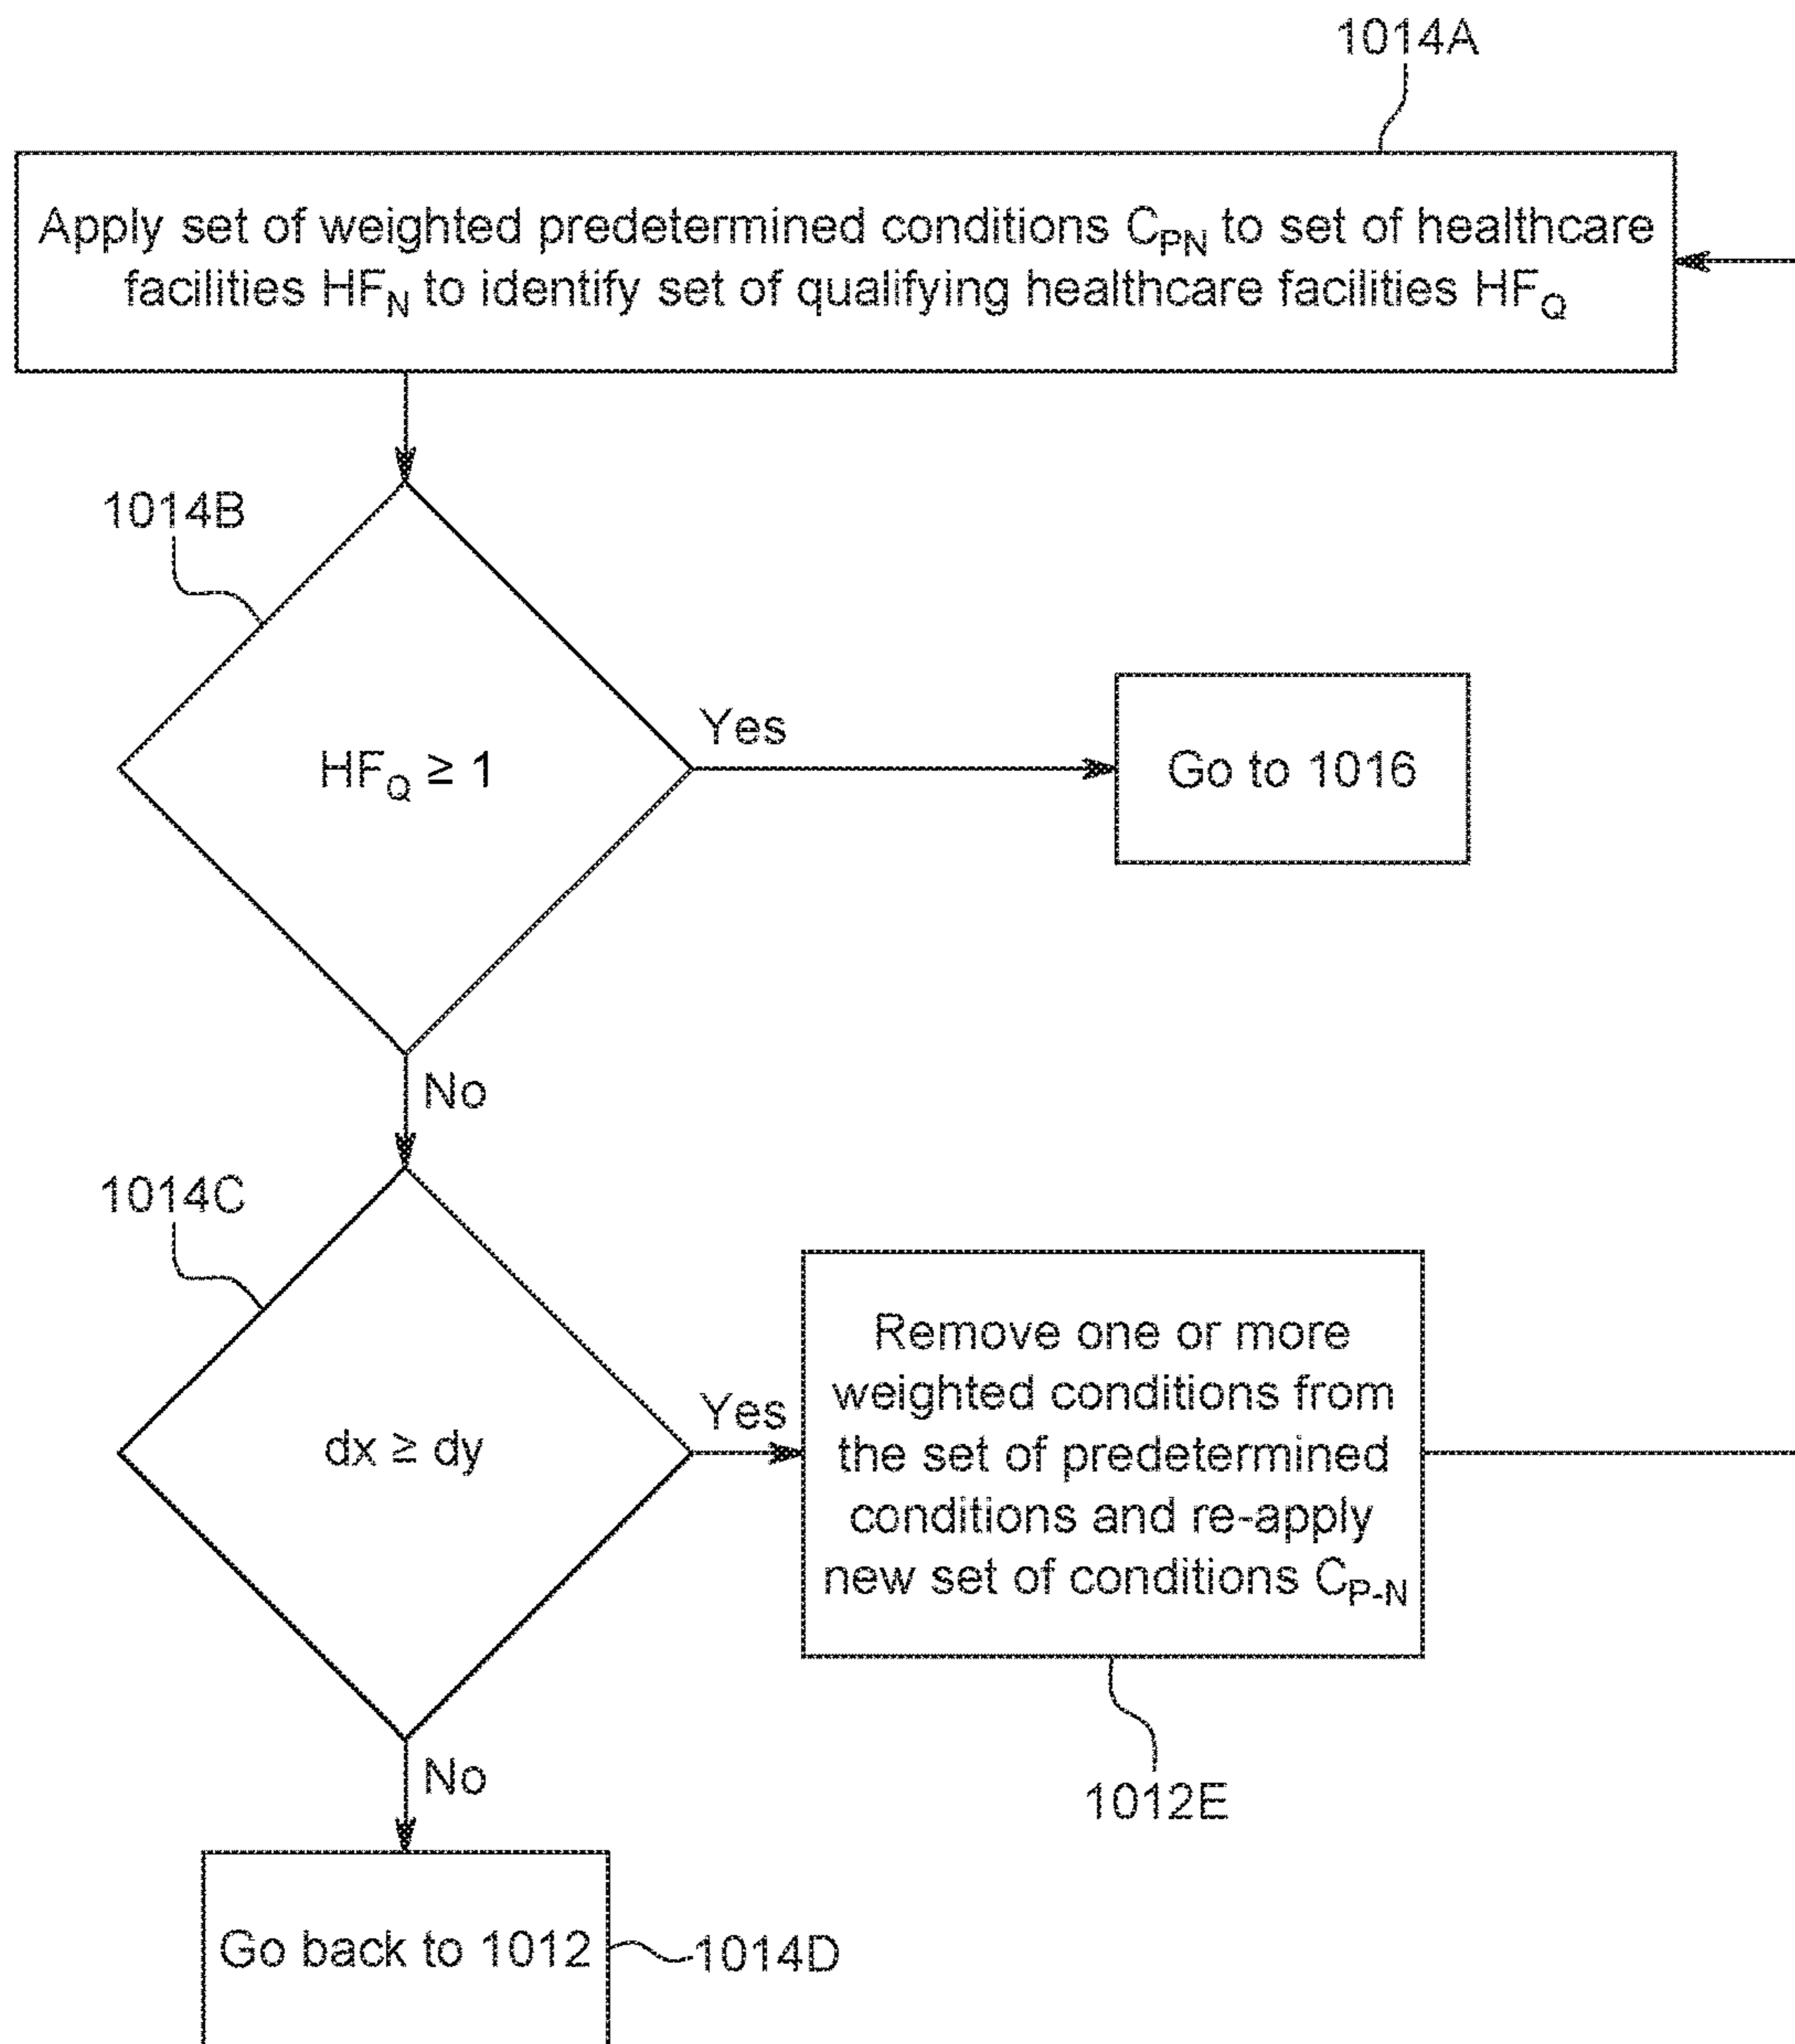 1014A
Apply set of weighted predetermined conditions C_PN to set of healthcare
facilities HF_N to identify set of qualifying healthcare facilities HF_Q
1014B
HF_Q ≥ 1
Yes
Go to 1016
No
1014C
dx ≥ dy
Yes
Remove one or more
weighted conditions from
the set of predetermined
conditions and re-apply
new set of conditions C_P-N
1012E
No
Go back to 1012
1014D